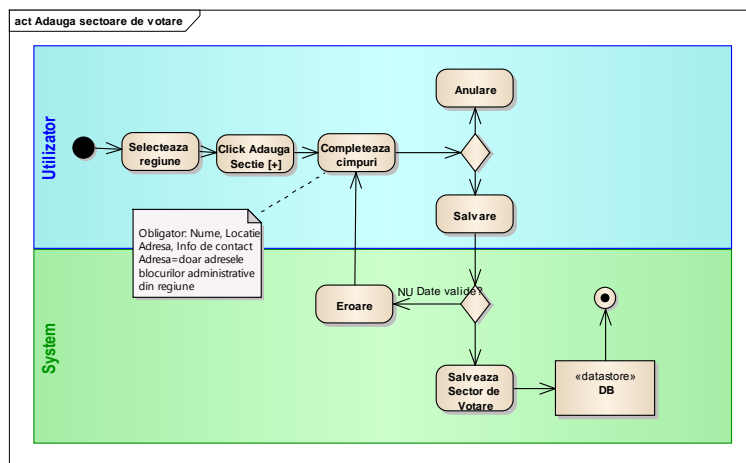 act Adauga sectoare de votare
Utilizator
Anulare
Selecteaza
regiune
Click Adauga
Sectie [+]
Completeaza
cimpuri
Salvare
Obligator: Nume, Locatie
Adresa, Info de contact
Adresa=doar adresele
blocurilor administrative
din regiune
System
Eroare
NU
Date valide?
Salveaza
Sector de
Votare
«datastore»
DB